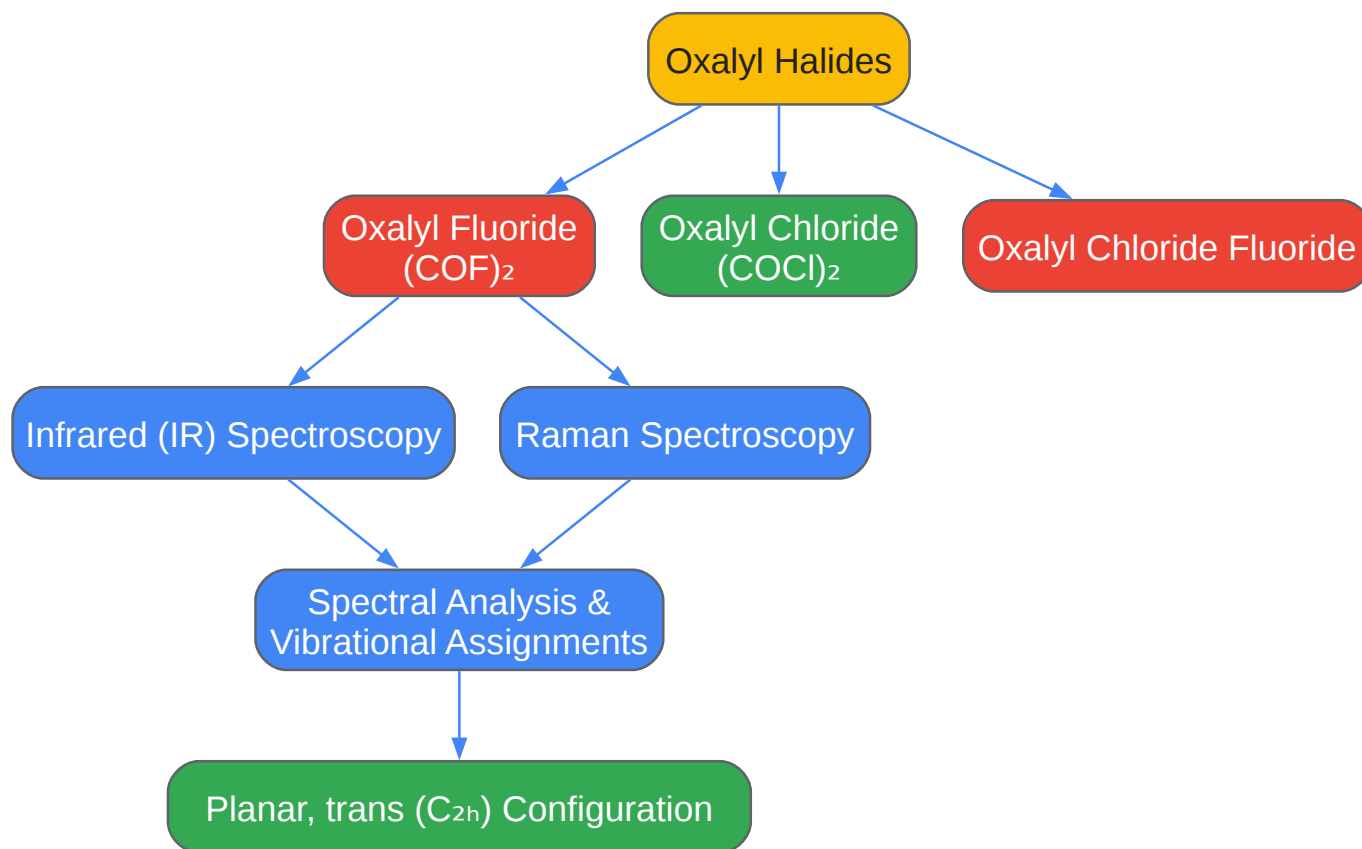 Oxalyl Halides
Oxalyl Fluoride
(COF)₂
Oxalyl Chloride
(COCl)₂
Oxalyl Chloride Fluoride
Infrared (IR) Spectroscopy
Raman Spectroscopy
Spectral Analysis &
Vibrational Assignments
Planar, trans (C₂ₕ) Configuration